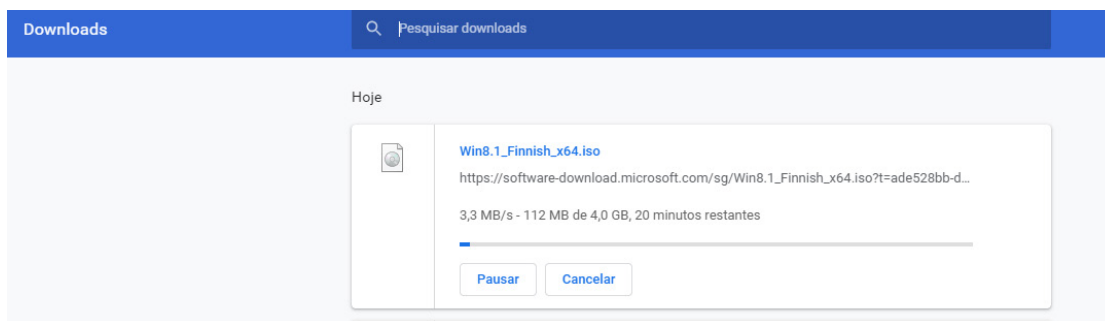 Downloads
Pesquisar downloads
Hoje
Win8.1_Finnish_x64.iso
https://software-download.microsoft.com/sg/Win8.1_Finnish_x64.iso?t=ade528bb-d...
3,3 MB/s - 112 MB de 4,0 GB, 20 minutos restantes
Pausar
Cancelar